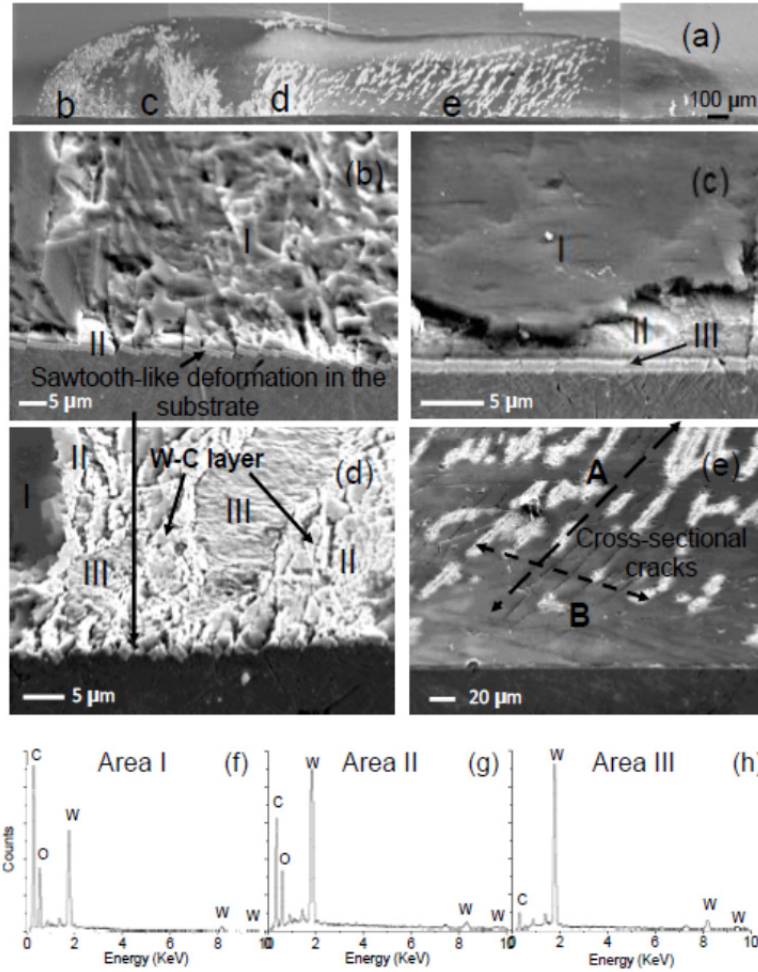 (a)
b c d e
100 µm
(b)
I
II
Sawtooth-like deformation in the
substrate
5 µm
(c)
I
II
III
5 µm
(d)
W-C layer
I
II
III
III
II
5 µm
(e)
A
Cross-sectional
cracks
B
20 µm
Area I (f)
C
O
W
W
W
Counts
0 2 4 6 8 10
Energy (KeV)
Area II (g)
C
O
W
W
W
2 4 6 8 10
Energy (KeV)
Area III (h)
C
W
W
W
2 4 6 8 10
Energy (KeV)